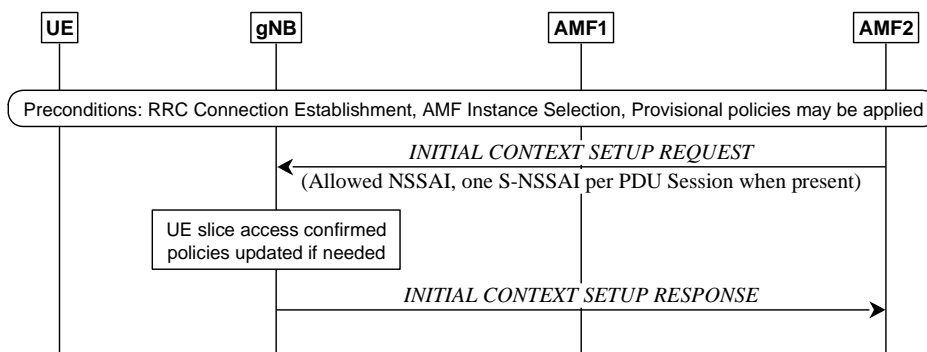 UE gNB AMF1 AMF2
Preconditions: RRC Connection Establishment, AMF Instance Selection, Provisional policies may be applied
INITIAL CONTEXT SETUP REQUEST
(Allowed NSSAI, one S-NSSAI per PDU Session when present)
UE slice access confirmed
policies updated if needed
INITIAL CONTEXT SETUP RESPONSE